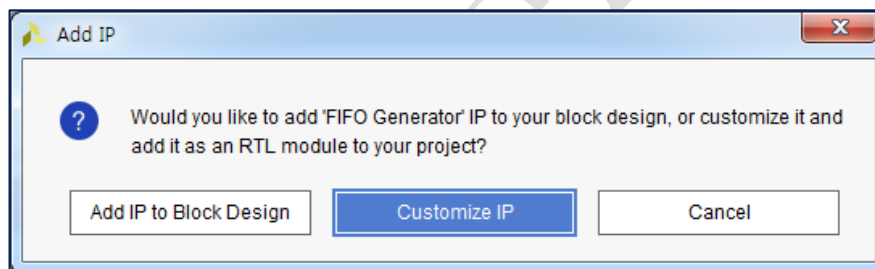 Add IP
Would you like to add 'FIFO Generator' IP to your block design, or customize it and
add it as an RTL module to your project?
Add IP to Block Design
Customize IP
Cancel